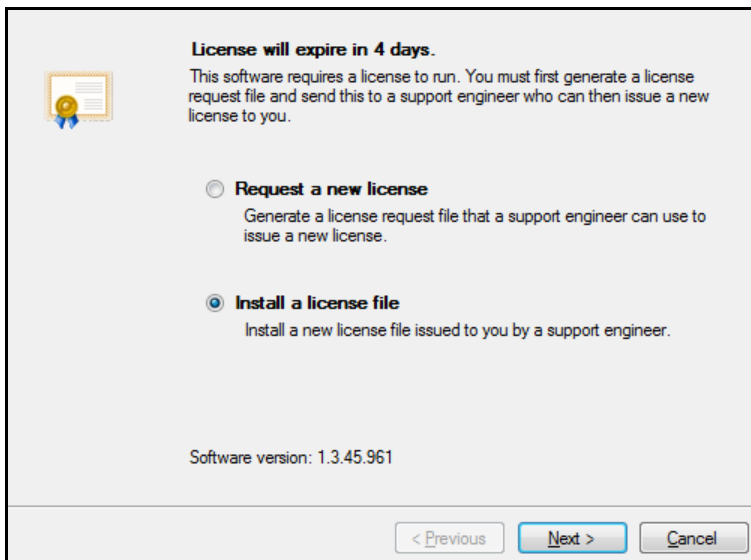 License will expire in 4 days.
This software requires a license to run. You must first generate a license
request file and send this to a support engineer who can then issue a new
license to you.
Request a new license
Generate a license request file that a support engineer can use to
issue a new license.
Install a license file
Install a new license file issued to you by a support engineer.
Software version: 1.3.45.961
< Previous Next > Cancel